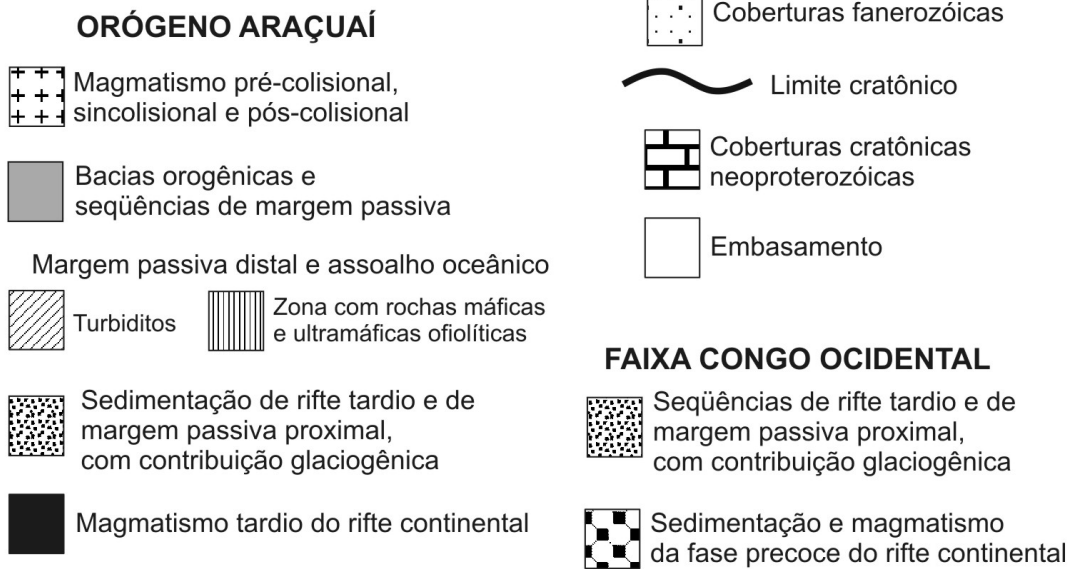 ORÓGENO ARAÇUAÍ
Magmatismo pré-colisional,
sincolisional e pós-colisional
Bacias orogênicas e
seqüências de margem passiva
Margem passiva distal e assoalho oceânico
Turbiditos
Zona com rochas máficas
e ultramáficas ofiolíticas
Sedimentação de rifte tardio e de
margem passiva proximal,
com contribuição glaciogênica
Magmatismo tardio do rifte continental
Coberturas fanerozóicas
Limite cratônico
Coberturas cratônicas
neoproterozóicas
Embasamento
FAIXA CONGO OCIDENTAL
Seqüências de rifte tardio e de
margem passiva proximal,
com contribuição glaciogênica
Sedimentação e magmatismo
da fase precoce do rifte continental